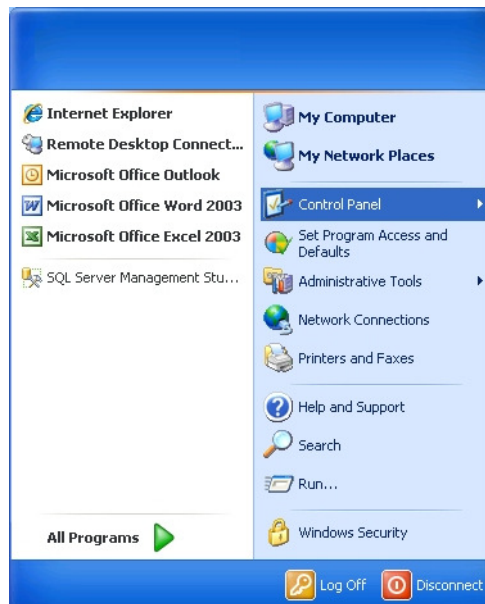 Internet Explorer
Remote Desktop Connect...
Microsoft Office Outlook
Microsoft Office Word 2003
Microsoft Office Excel 2003
SQL Server Management Stu...
All Programs
My Computer
My Network Places
Control Panel
Set Program Access and
Defaults
Administrative Tools
Network Connections
Printers and Faxes
Help and Support
Search
Run...
Windows Security
Log Off
Disconnect